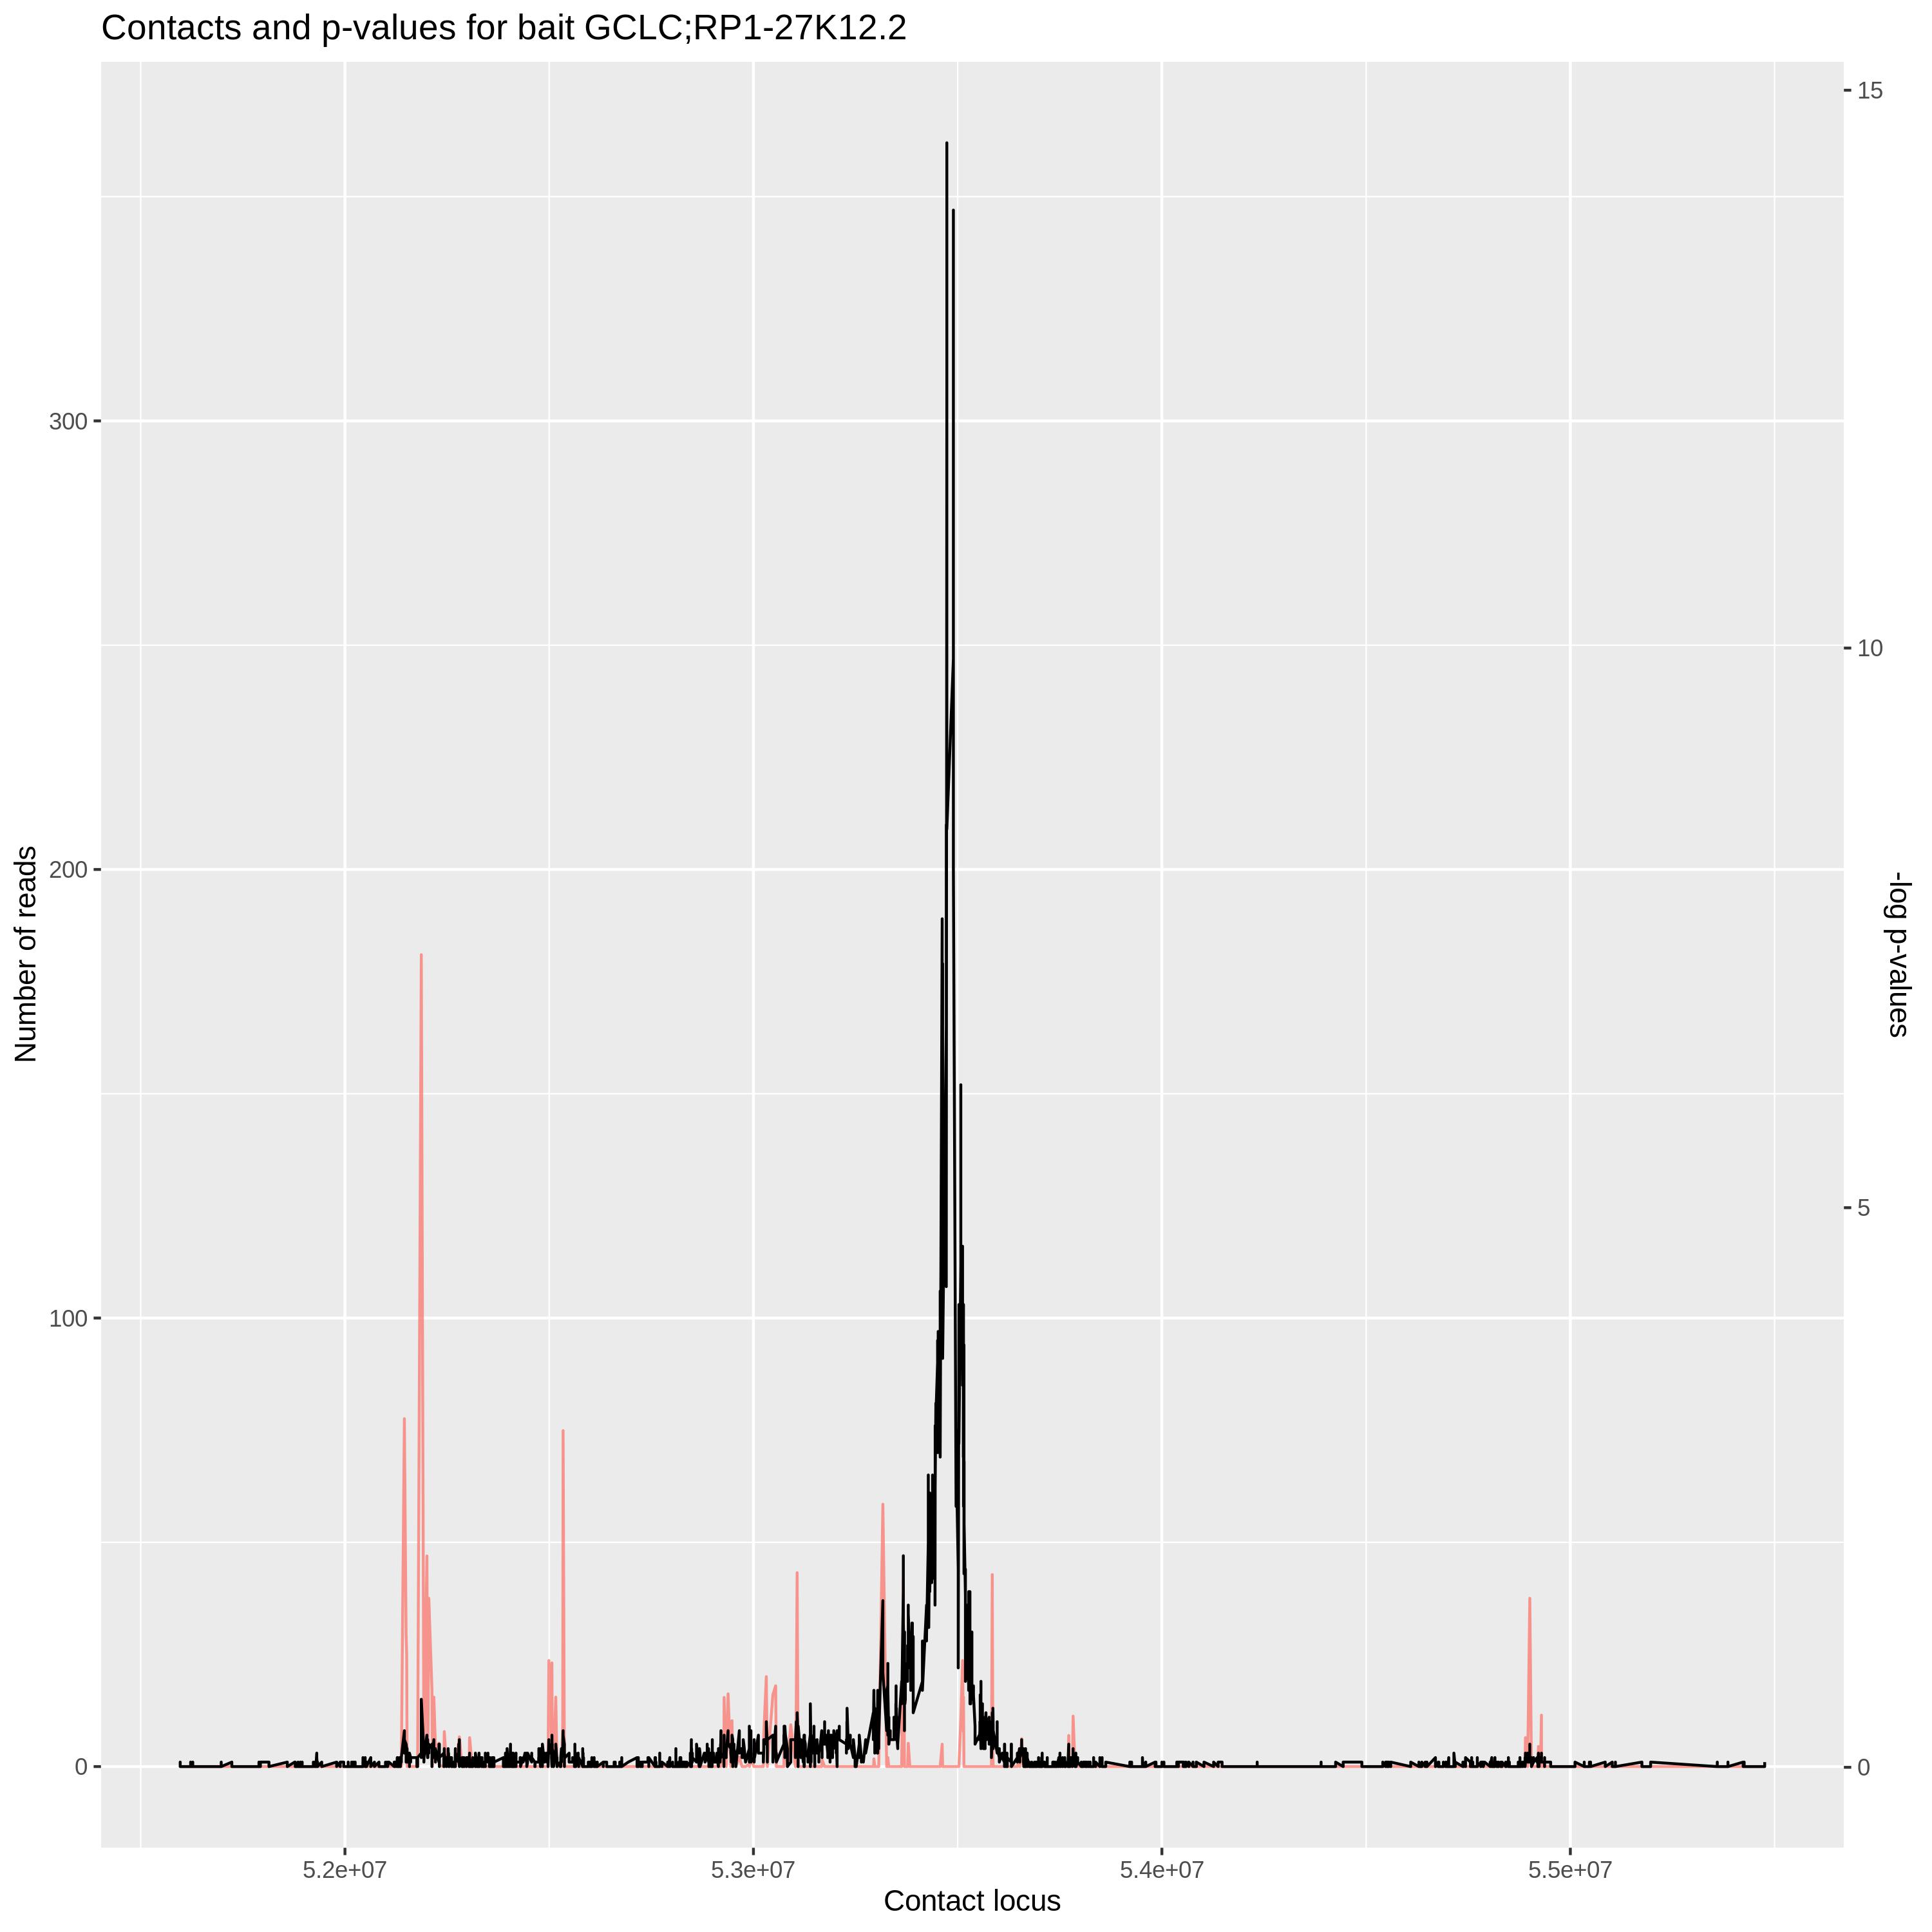 Contacts and p-values for bait GCLC;RP1-27K12.2
15
300
10
200
Number of reads
-log p-values
5
100
0
0
5.2e+07
5.3e+07
5.4e+07
5.5e+07
Contact locus